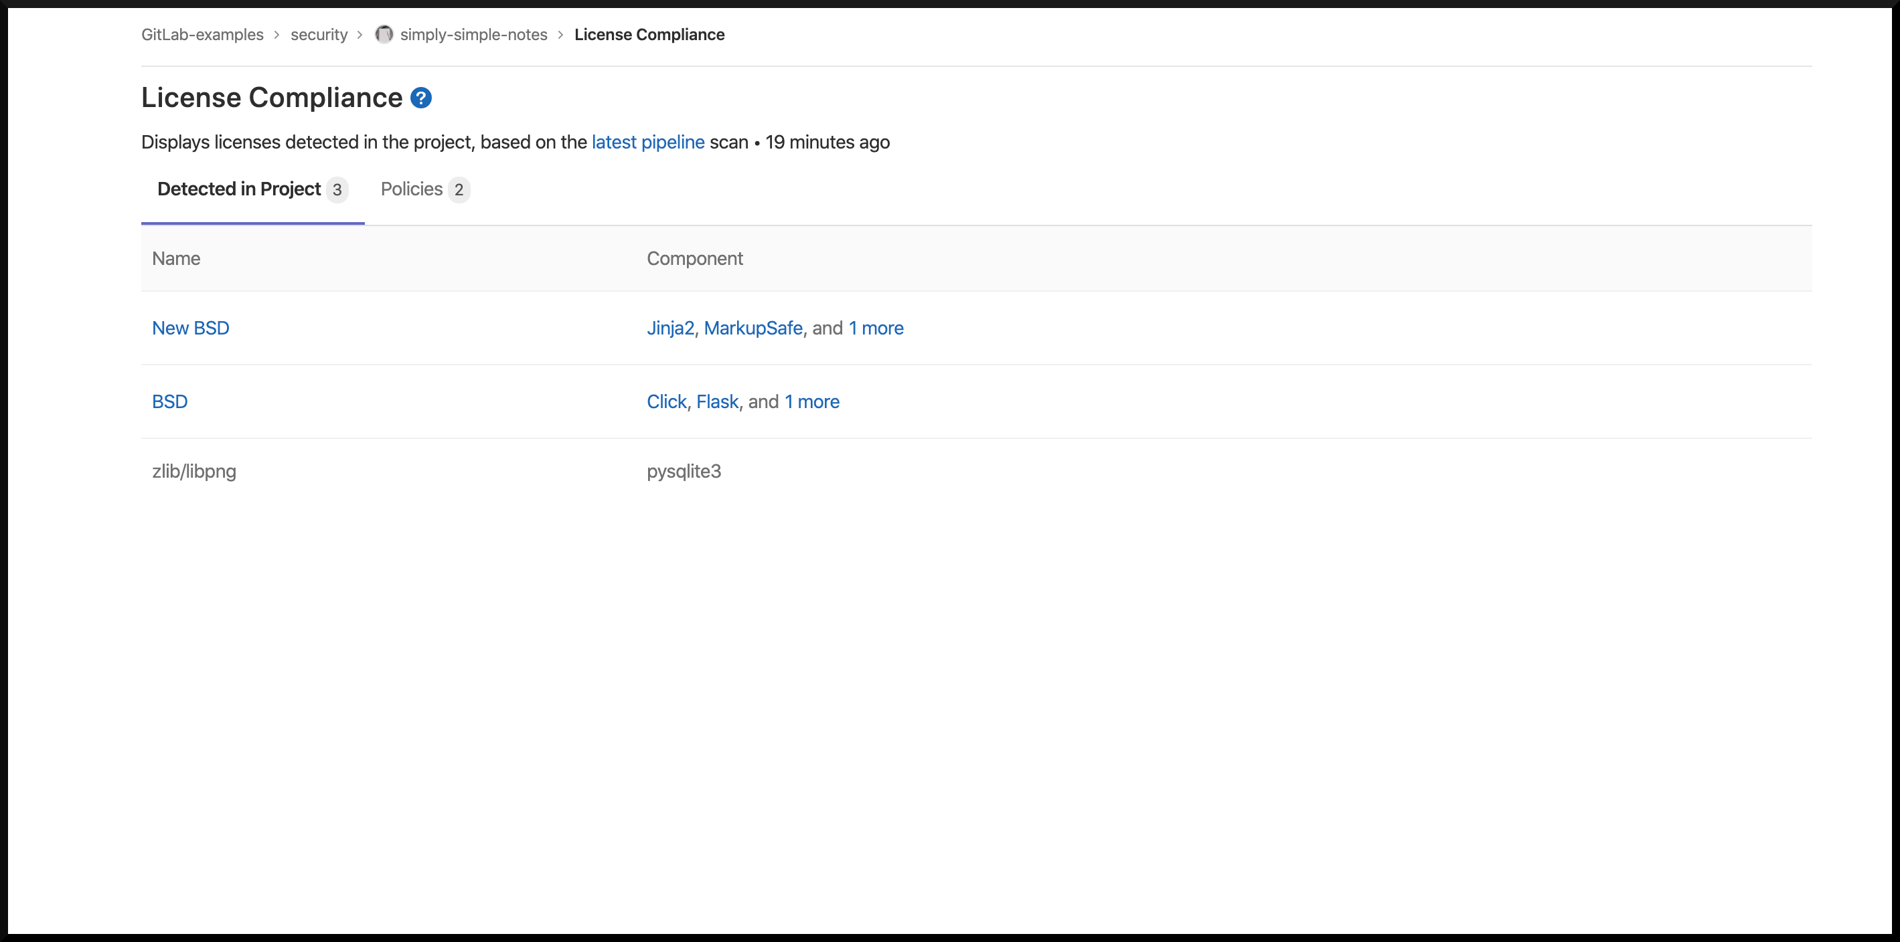 GitLab-examples › security › simply-simple-notes › License Compliance
License Compliance ?
Displays licenses detected in the project, based on the latest pipeline scan • 19 minutes ago
Detected in Project 3 Policies 2
Name Component
New BSD Jinja2, MarkupSafe, and 1 more
BSD Click, Flask, and 1 more
zlib/libpng pysqlite3